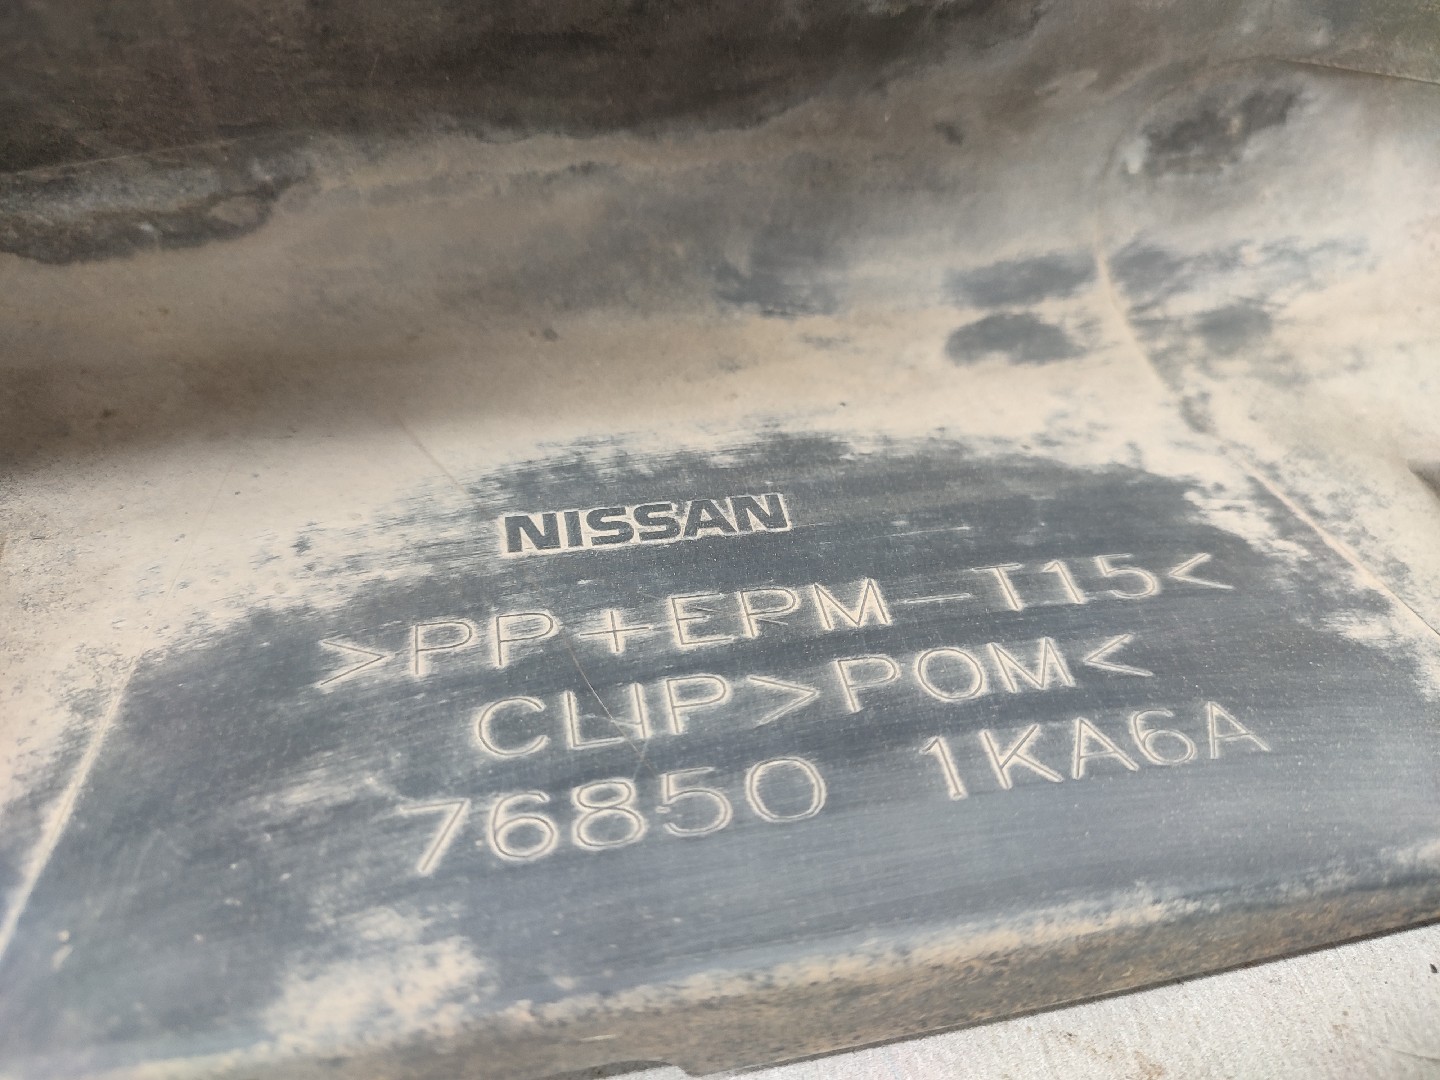 NISSAN
>PP+EPM-T15<
CLIP>POM<
76850 1KA6A